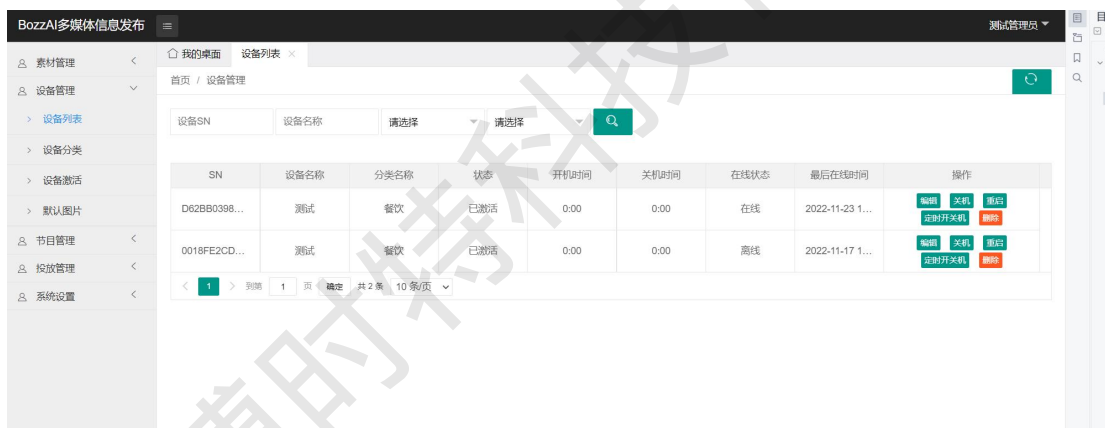 BozzAI多媒体信息发布
测试管理员
素材管理
设备管理
设备列表
设备分类
设备激活
默认图片
节目管理
投放管理
系统设置
我的桌面 设备列表
首页 / 设备管理
设备SN 设备名称 请选择 请选择
SN 设备名称 分类名称 状态 开机时间 关机时间 在线状态 最后在线时间 操作
D62BB0398... 测试 餐饮 已激活 0:00 0:00 在线 2022-11-23 1... 编辑 关机 重启
定时开关机 删除
0018FE2CD... 测试 餐饮 已激活 0:00 0:00 离线 2022-11-17 1... 编辑 关机 重启
定时开关机 删除
1 到第 1 页 确定 共 2 条 10 条/页
时特科技